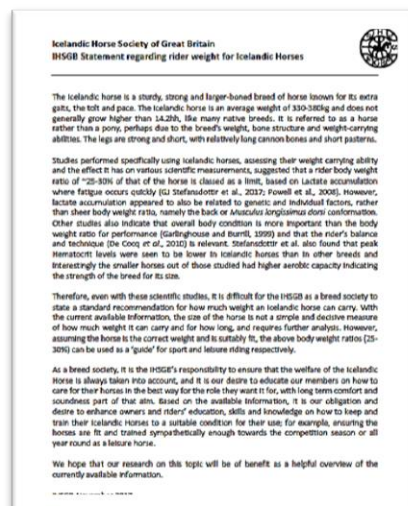 Icelandic Horse Society of Great Britain
IHSGB Statement regarding rider weight for Icelandic Horses
The Icelandic horse is a sturdy, strong and larger-boned breed of horse known for its extra
gaits, the tolt and pace. The Icelandic horse is an average weight of 330-380kg and does not
generally grow higher than 14.2hh, like many native breeds. It is referred to as a horse
rather than a pony, perhaps due to the breed's weight, bone structure and weight-carrying
abilities. The legs are strong and short, with relatively long cannon bones and short pasterns.
Studies performed specifically using Icelandic horses, assessing their weight carrying ability
and the effect it has on various scientific measurements, suggested that a rider body weight
ratio of ~25-30% of that of the horse is classed as a limit, based on Lactate accumulation
where fatigue occurs quickly (GJ Stefansdottir et al., 2017; Powell et al., 2008). However,
lactate accumulation appeared to also be related to genetic and individual factors, rather
than sheer body weight ratio, namely the back or Musculus longissimus dorsi conformation.
Other studies also indicate that overall body condition is more important than the body
weight ratio for performance (Garlinghouse and Burrill, 1999) and that the rider's balance
and technique (De Cocq et al., 2010) is relevant. Stefansdottir et al. also found that peak
Hematocrit levels were seen to be lower in Icelandic horses than in other breeds and
interestingly the smaller horses out of those studied had higher aerobic capacity indicating
the strength of the breed for its size.
Therefore, even with these scientific studies, it is difficult for the IHSGB as a breed society to
state a standard recommendation for how much weight an Icelandic horse can carry. With
the current available information, the size of the horse is not a simple and decisive measure
of how much weight it can carry and for how long, and requires further analysis. However,
assuming the horse is the correct weight and is suitably fit, the above body weight ratios (25-
30%) can be used as a 'guide' for sport and leisure riding respectively.
As a breed society, it is the IHSGB's responsibility to ensure that the welfare of the Icelandic
Horse is always taken into account, and it is our desire to educate our members on how to
care for their horses in the best way for the role they want it for, with long term comfort and
soundness part of that aim. Based on the available information, it is our obligation and
desire to enhance owners and riders' education, skills and knowledge on how to keep and
train their Icelandic Horses to a suitable condition for their use; for example, ensuring the
horses are fit and trained sympathetically enough towards the competition season or all
year round as a leisure horse.
We hope that our research on this topic will be of benefit as a helpful overview of the
currently available information.